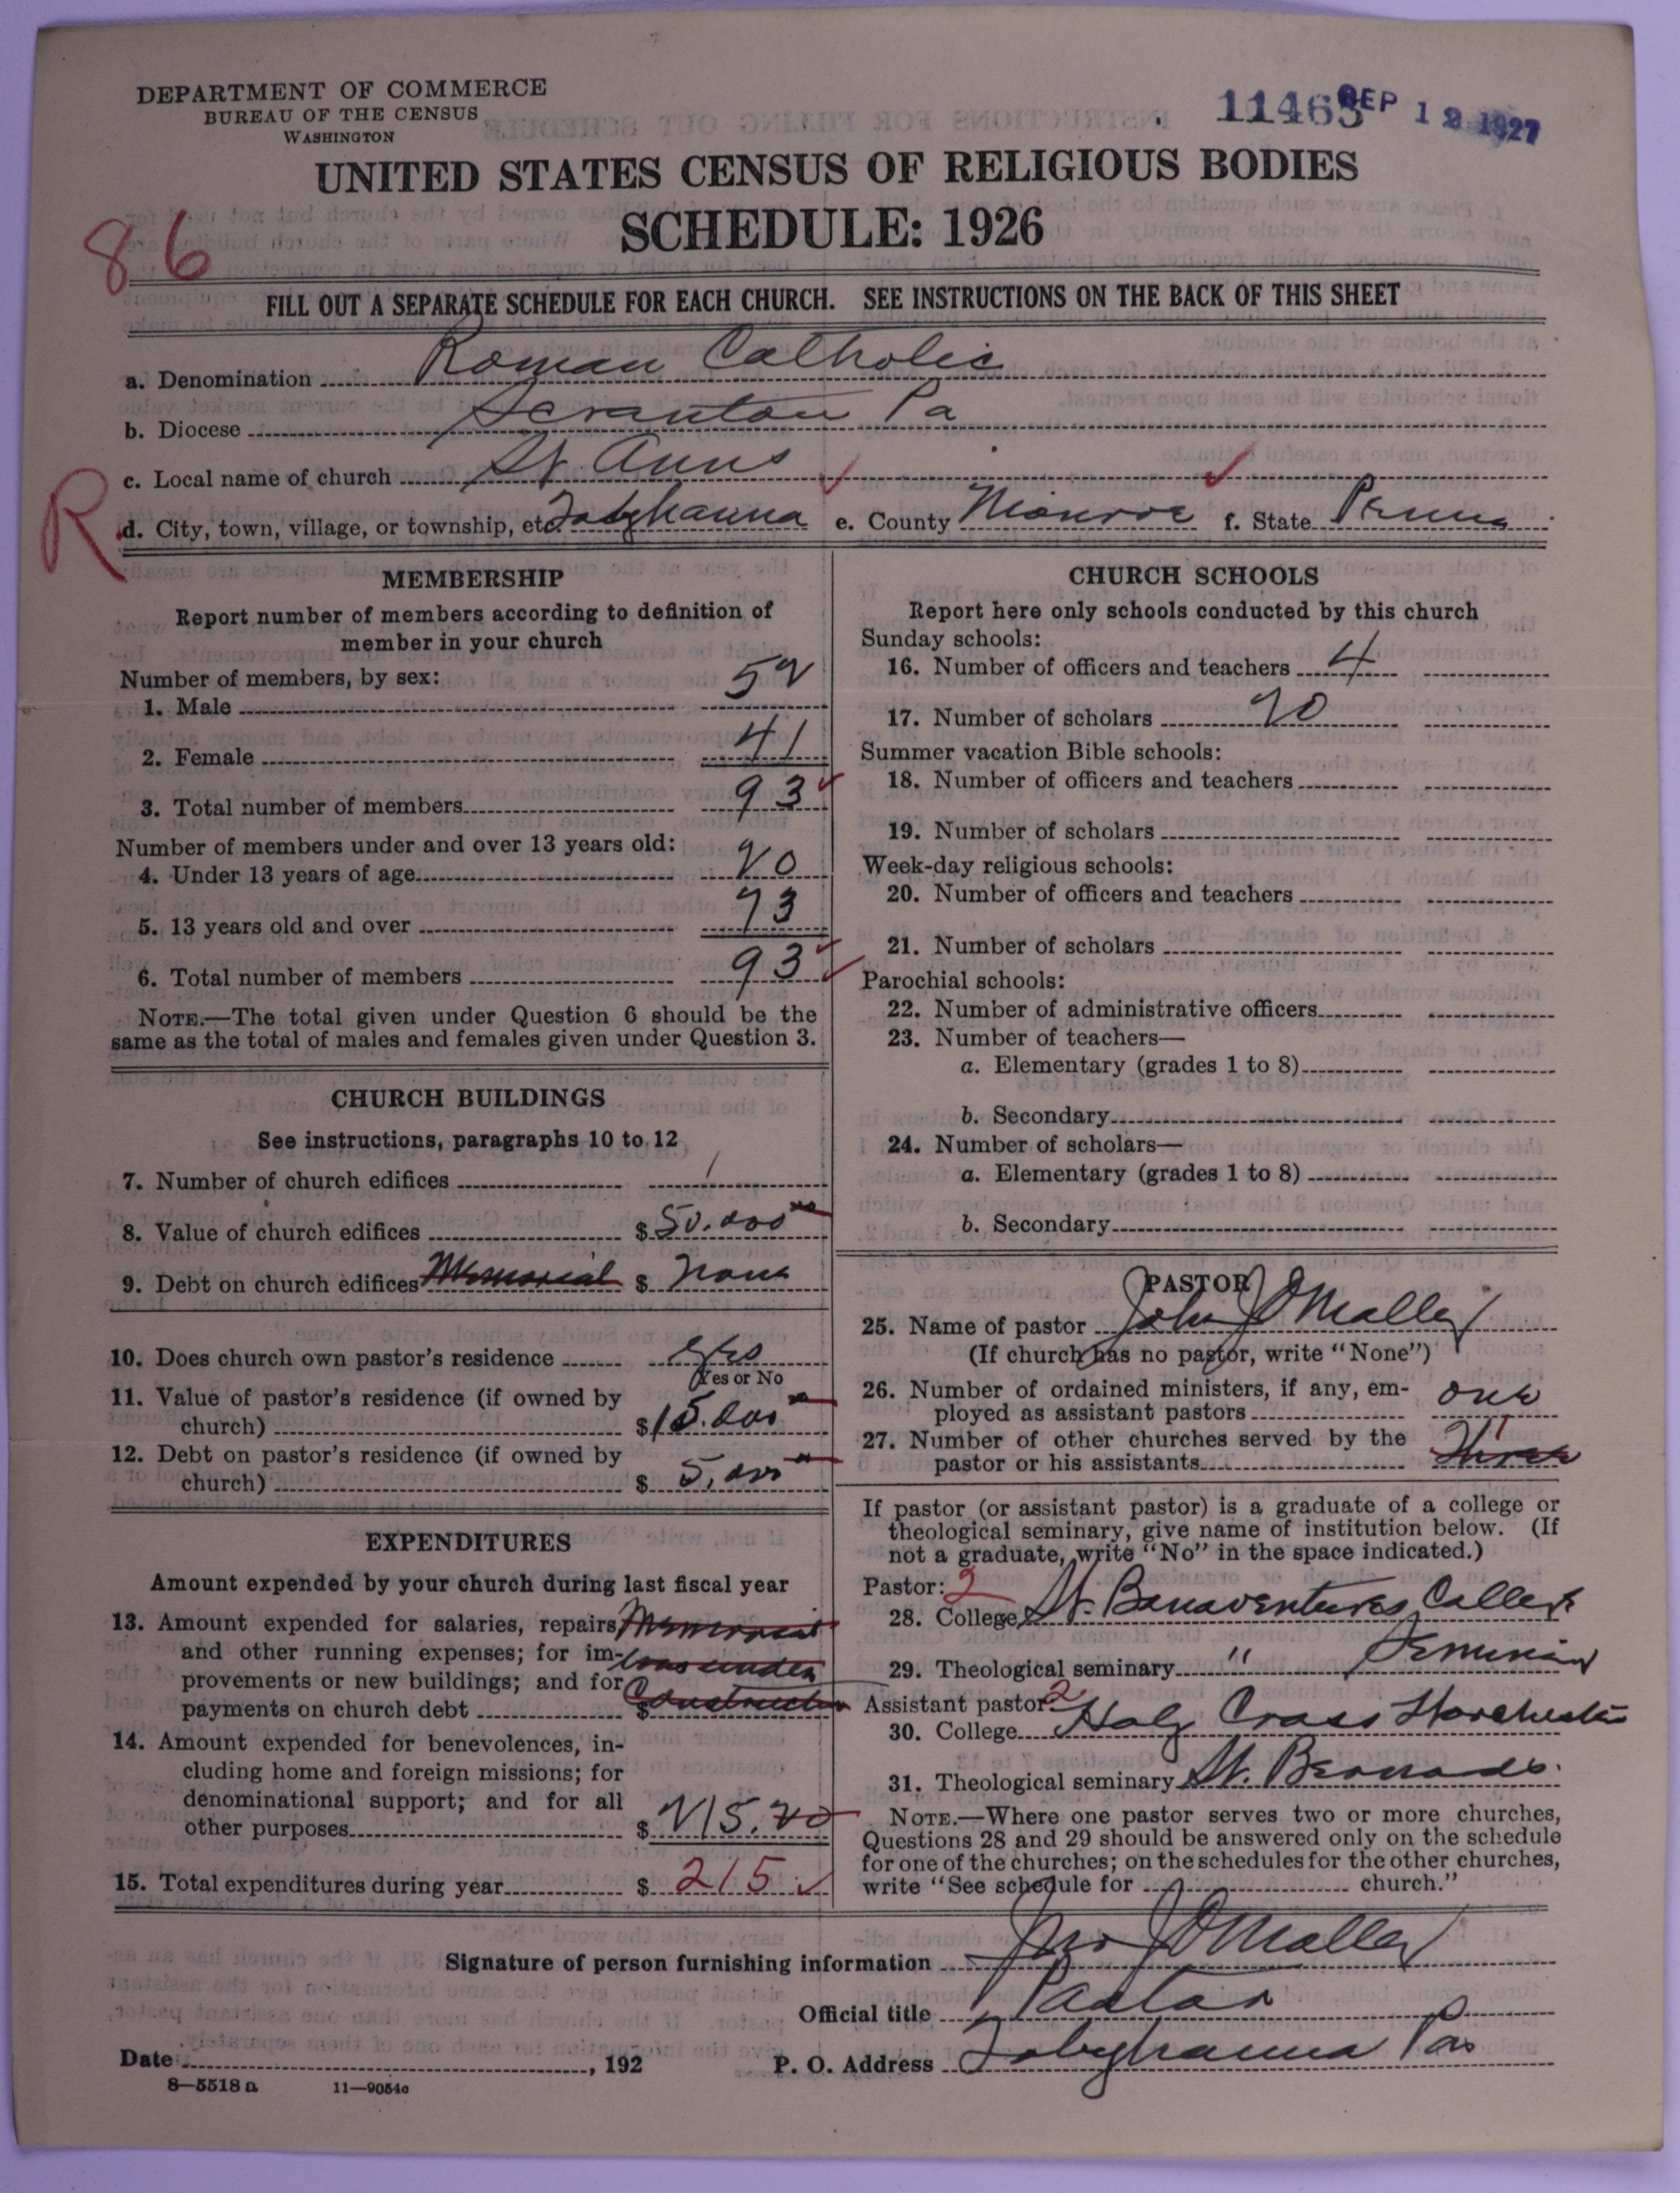 DEPARTMENT OF COMMERCE
BUREAU OF THE CENSUS
WASHINGTON
11463 SEP 12 1927
UNITED STATES CENSUS OF RELIGIOUS BODIES
SCHEDULE: 1926
86
FILL OUT A SEPARATE SCHEDULE FOR EACH CHURCH. SEE INSTRUCTIONS ON THE BACK OF THIS SHEET
a. Denomination Roman Catholic
b. Diocese Scranton Pa
c. Local name of church St. Anns
R
d. City, town, village, or township, etc. Tobyhanna e. County Monroe f. State Penna
MEMBERSHIP
Report number of members according to definition of
member in your church
Number of members, by sex:
1. Male 52
2. Female 41
3. Total number of members 93
Number of members under and over 13 years old:
4. Under 13 years of age 20
5. 13 years old and over 73
6. Total number of members 93
NOTE.—The total given under Question 6 should be the
same as the total of males and females given under Question 3.
CHURCH BUILDINGS
See instructions, paragraphs 10 to 12
7. Number of church edifices 1
8. Value of church edifices $ 50.000
9. Debt on church edifices Memorial $ None
10. Does church own pastor's residence Yes
Yes or No
11. Value of pastor's residence (if owned by
church) $ 15.000
12. Debt on pastor's residence (if owned by
church) $ 5.000
EXPENDITURES
Amount expended by your church during last fiscal year
13. Amount expended for salaries, repairs Memorial
and other running expenses; for im- was under
provements or new buildings; and for Construction
payments on church debt $
14. Amount expended for benevolences, in-
cluding home and foreign missions; for
denominational support; and for all
other purposes $ 215.20
15. Total expenditures during year $ 215
CHURCH SCHOOLS
Report here only schools conducted by this church
Sunday schools:
16. Number of officers and teachers 4
17. Number of scholars 20
Summer vacation Bible schools:
18. Number of officers and teachers
19. Number of scholars
Week-day religious schools:
20. Number of officers and teachers
21. Number of scholars
Parochial schools:
22. Number of administrative officers
23. Number of teachers—
a. Elementary (grades 1 to 8)
b. Secondary
24. Number of scholars—
a. Elementary (grades 1 to 8)
b. Secondary
PASTOR
25. Name of pastor John J O'Malley
(If church has no pastor, write "None")
26. Number of ordained ministers, if any, em-
ployed as assistant pastors one
27. Number of other churches served by the
pastor or his assistants Three
If pastor (or assistant pastor) is a graduate of a college or
theological seminary, give name of institution below. (If
not a graduate, write "No" in the space indicated.)
Pastor: 2
28. College St. Bonaventures College
29. Theological seminary " Seminary
Assistant pastor: 2
30. College Holy Cross
31. Theological seminary St. Bernards.
NOTE.—Where one pastor serves two or more churches,
Questions 28 and 29 should be answered only on the schedule
for one of the churches; on the schedules for the other churches,
write "See schedule for church."
Signature of person furnishing information Jno J O'Malley
Official title Pastor
Date , 192 P. O. Address Tobyhanna Pa
8—5518 a 11—9054c